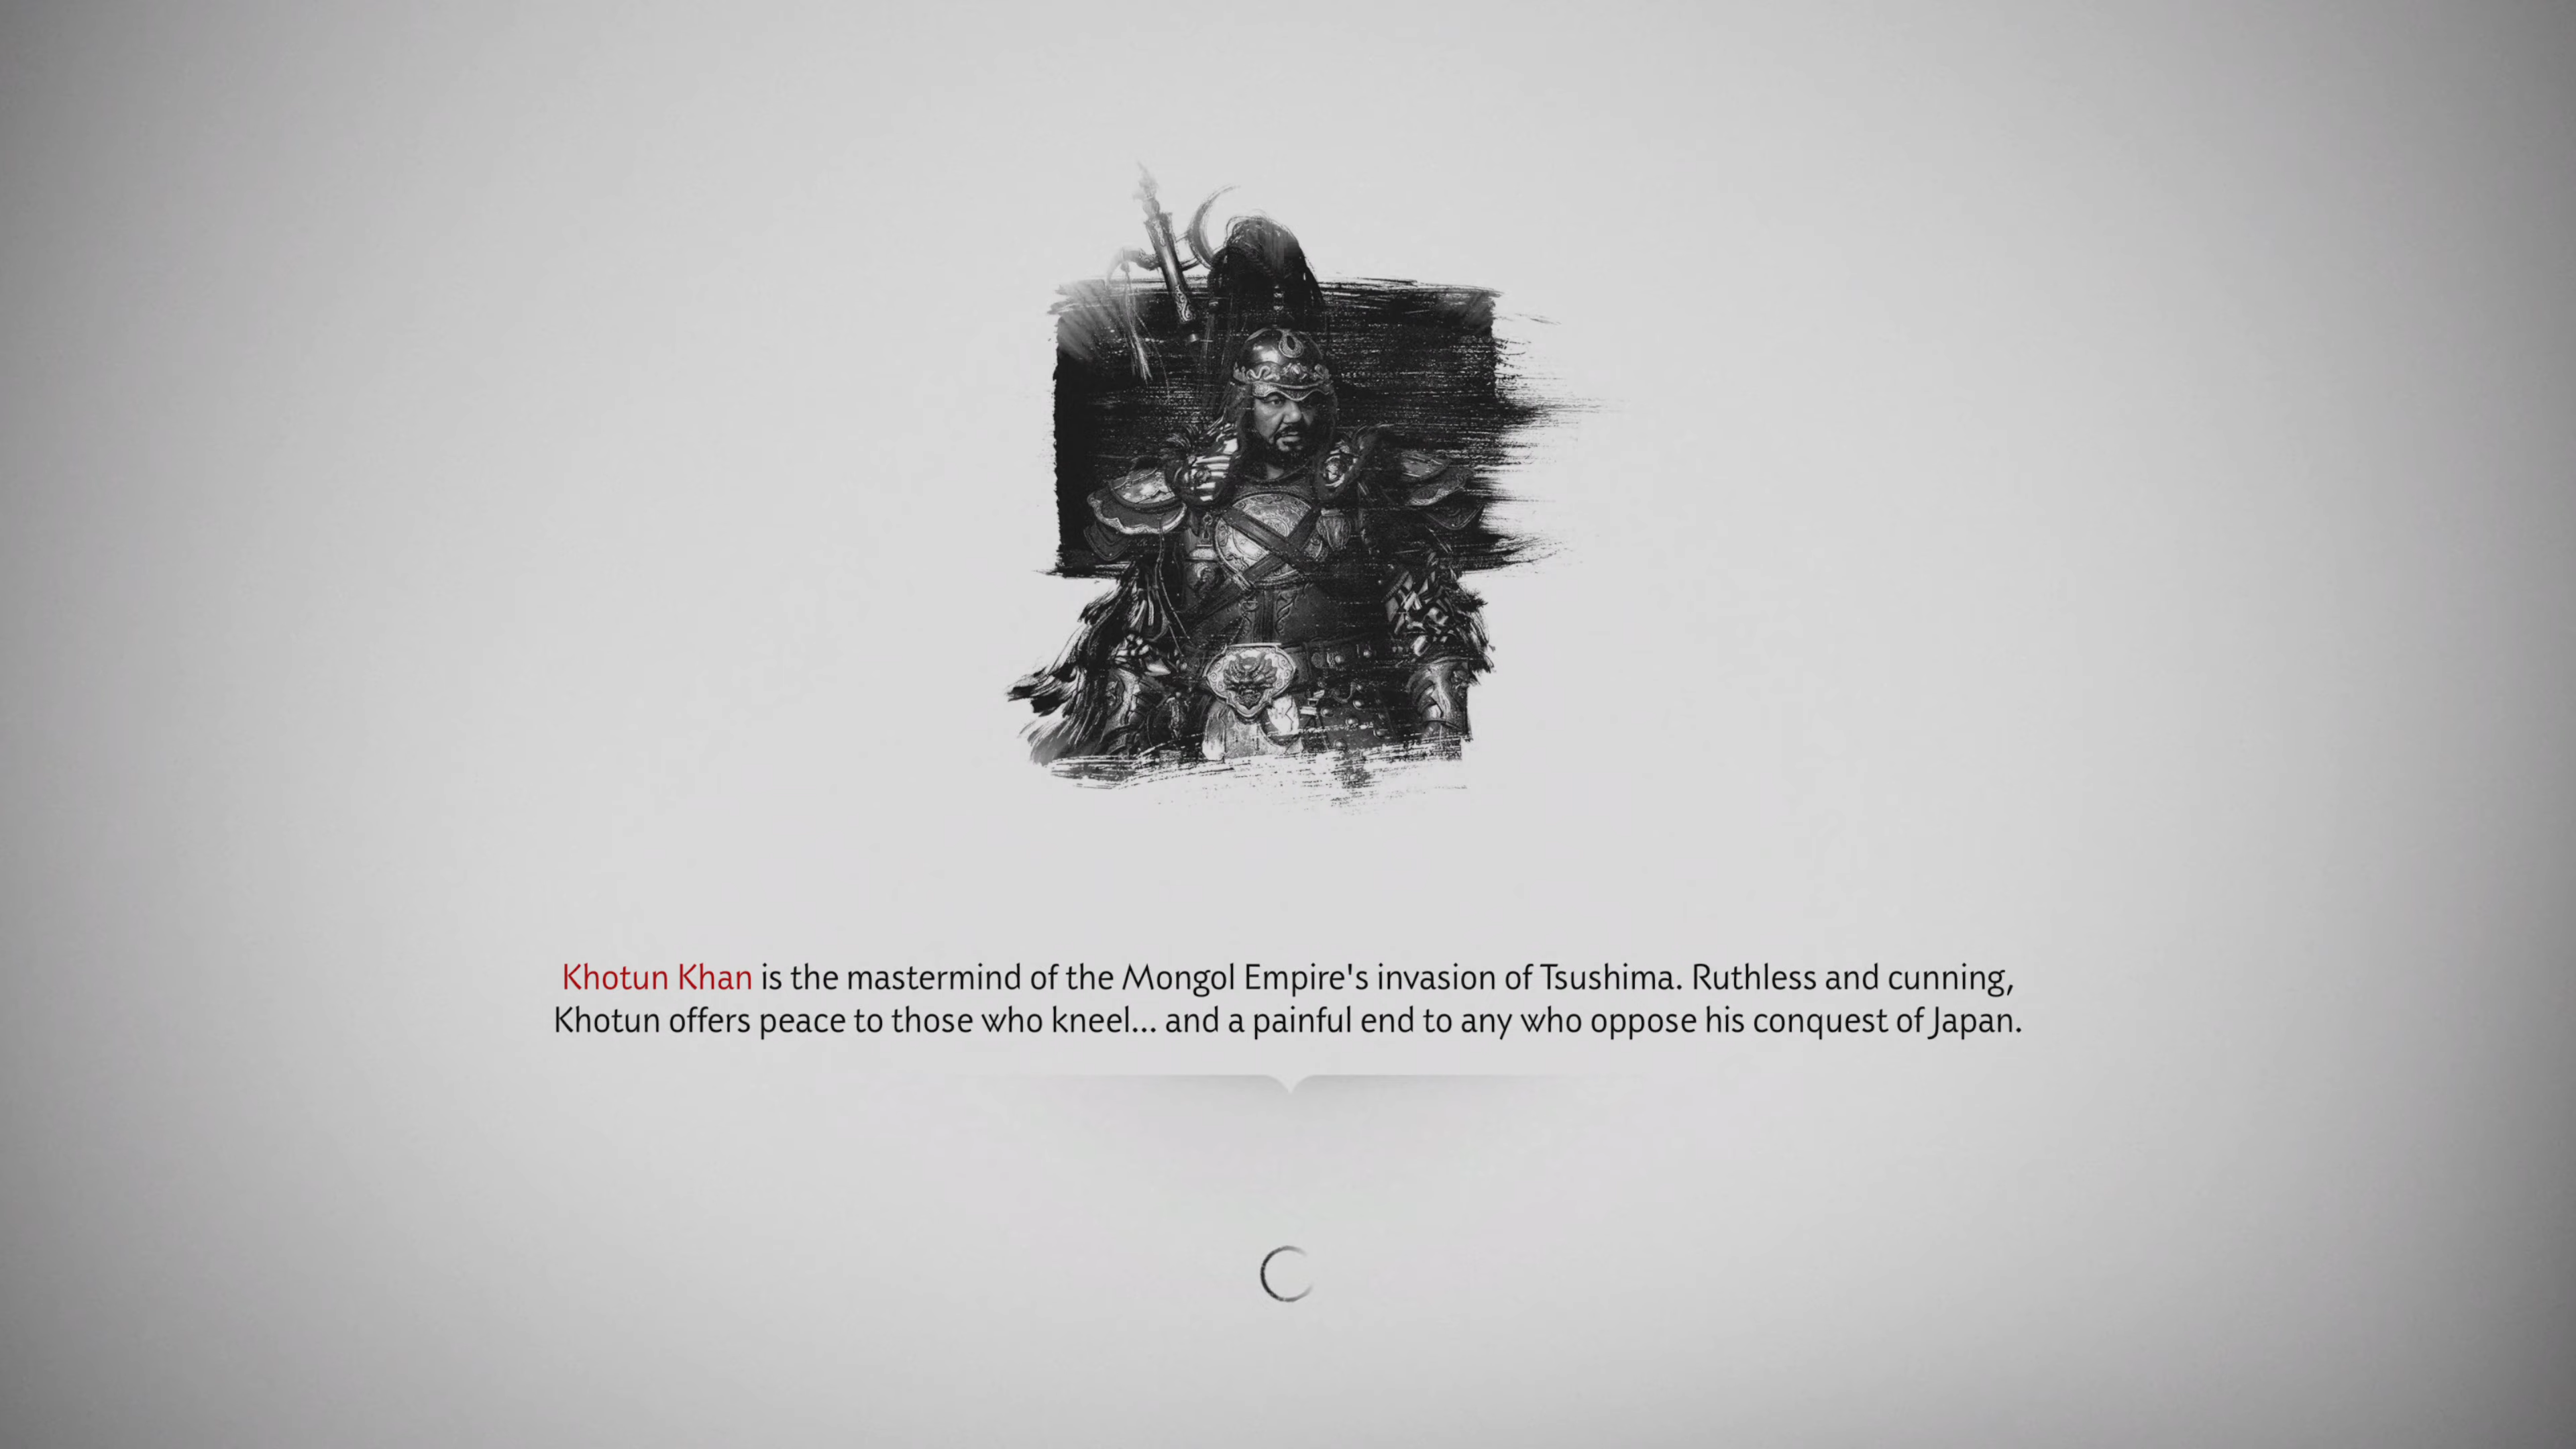 Khotun Khan is the mastermind of the Mongol Empire's invasion of Tsushima. Ruthless and cunning,
Khotun offers peace to those who kneel... and a painful end to any who oppose his conquest of Japan.